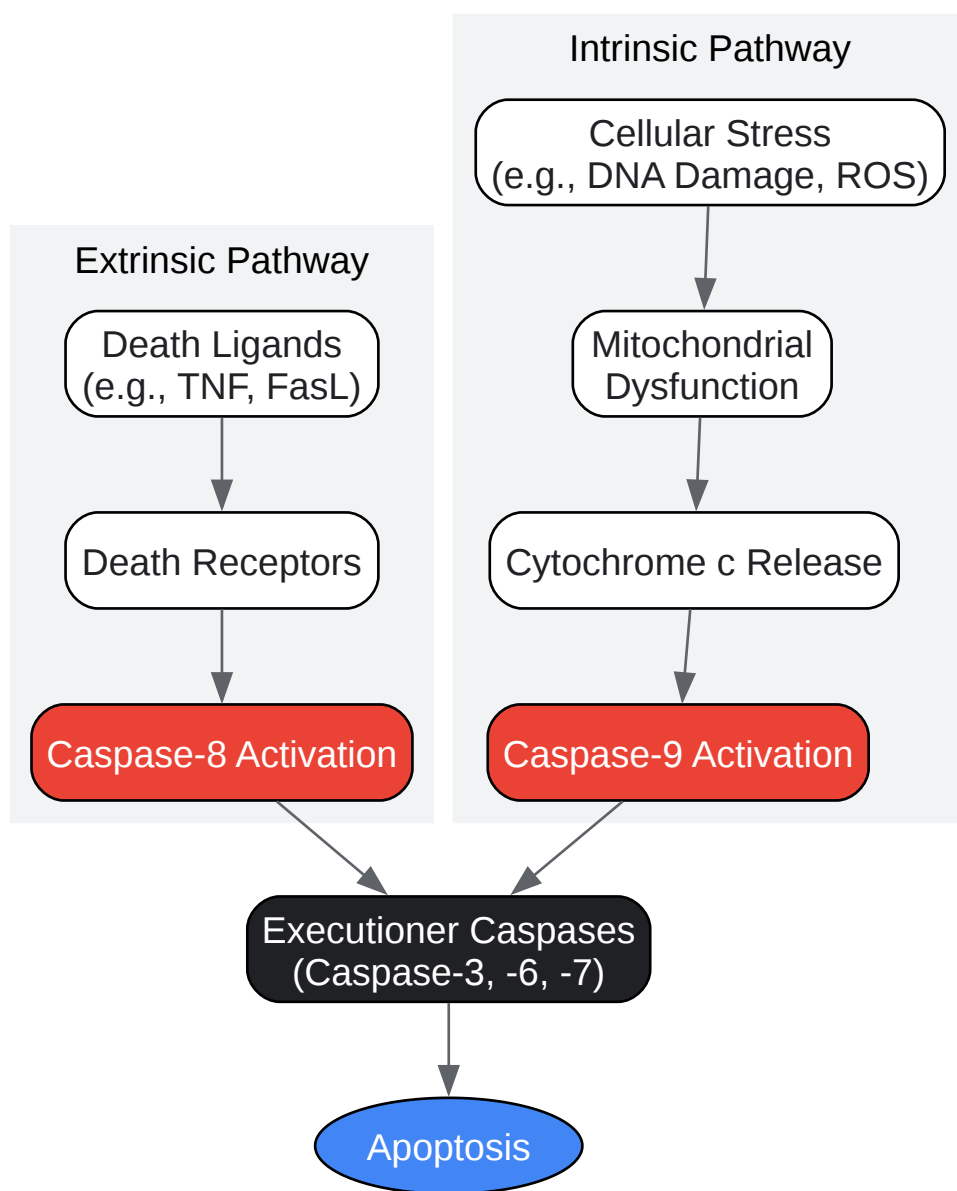 Intrinsic Pathway
Cellular Stress
(e.g., DNA Damage, ROS)
Extrinsic Pathway
Death Ligands
(e.g., TNF, FasL)
Mitochondrial
Dysfunction
Death Receptors
Cytochrome c Release
Caspase-8 Activation
Caspase-9 Activation
Executioner Caspases
(Caspase-3, -6, -7)
Apoptosis